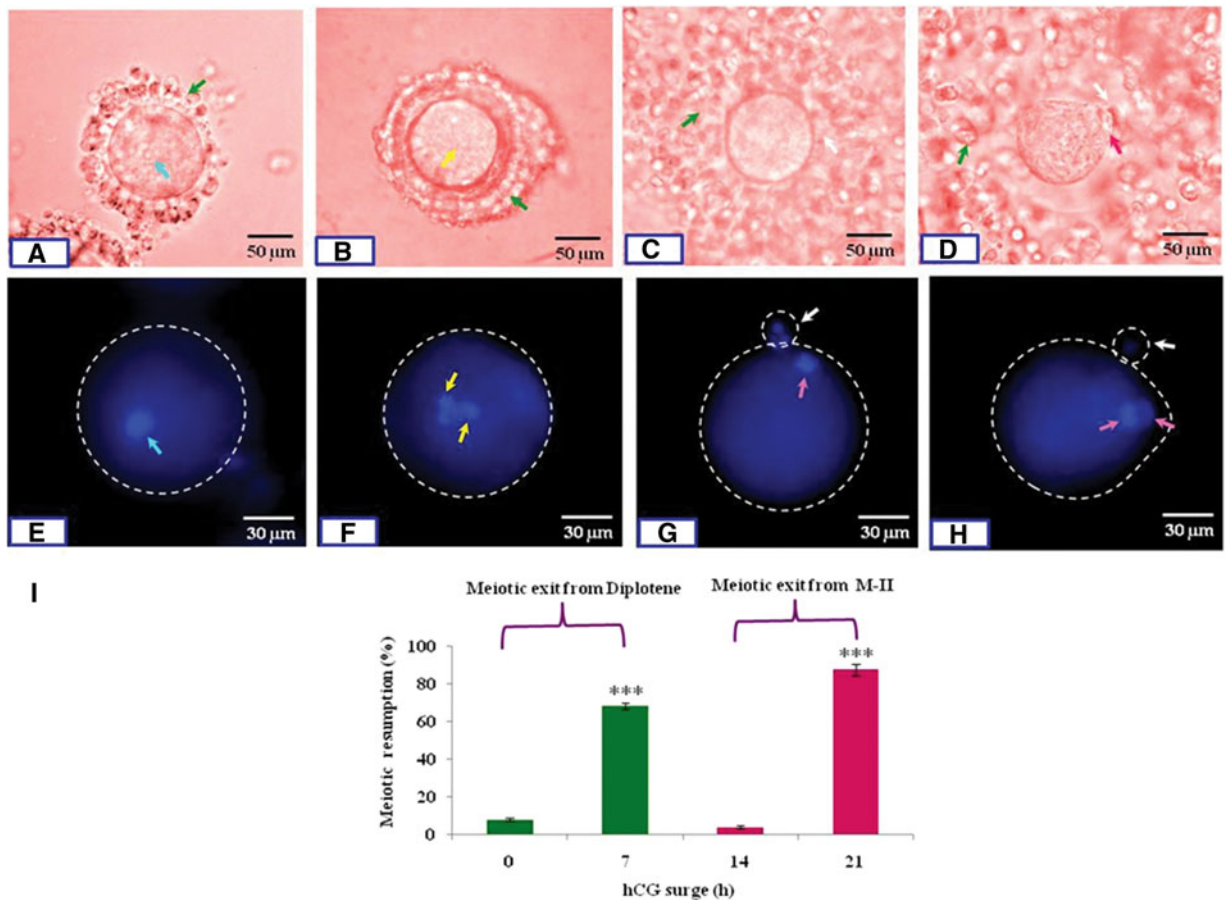 A
50 μm
B
50 μm
C
50 μm
D
50 μm
E
30 μm
F
30 μm
G
30 μm
H
30 μm
I
Meiotic exit from Diplotene
Meiotic exit from M-II
Meiotic resumption (%)
100
80
60
40
20
0
***
***
0 7 14 21
hCG surge (h)